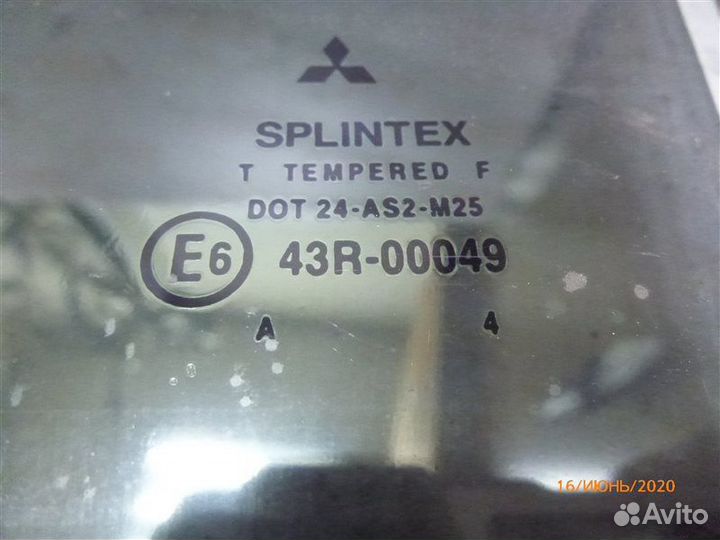 SPLINTEX
T TEMPERED F
DOT 24-AS2-M25
E6 43R-00049
A 4
16/ИЮНЬ/2020
Avito